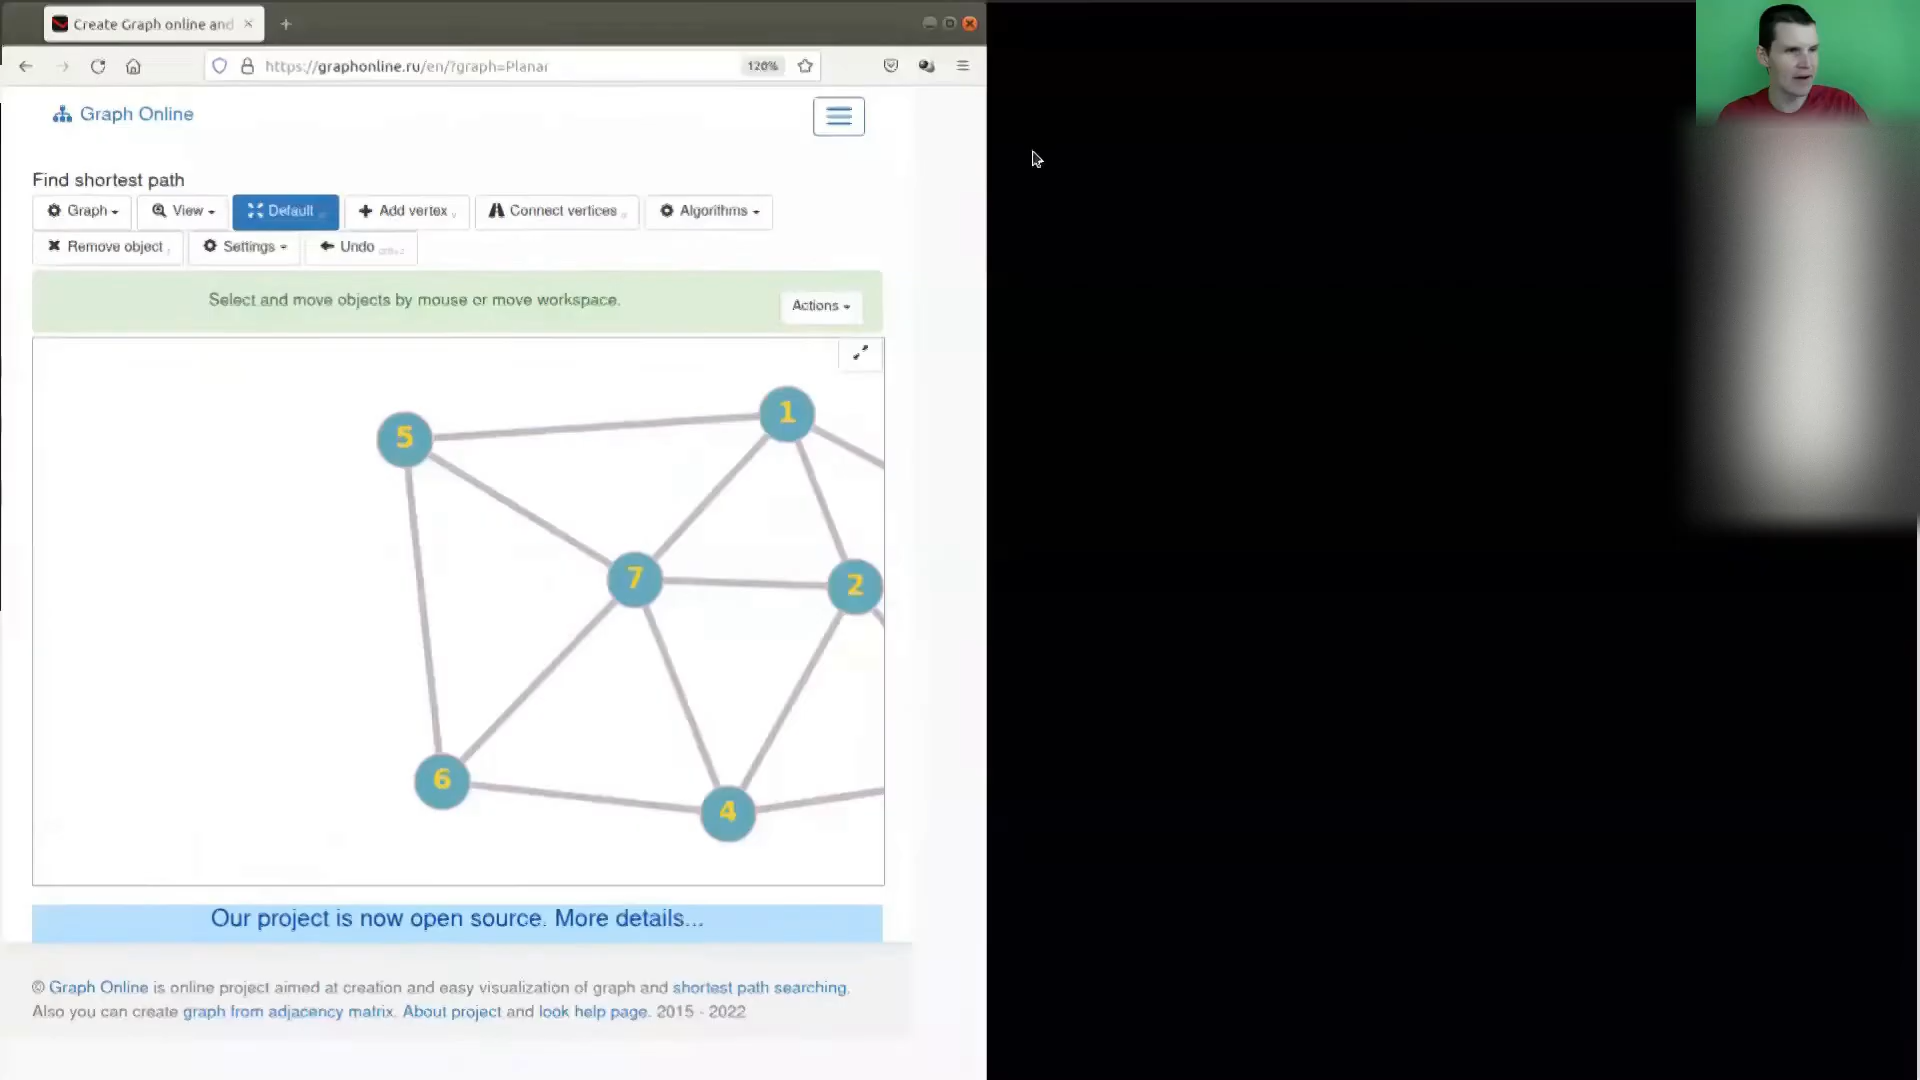 Create Graph online and
https://graphonline.ru/en/?graph=Planar
120%
Graph Online
Find shortest path
Graph
View
Default
Add vertex
Connect vertices
Algorithms
Remove object
Settings
Undo
Select and move objects by mouse or move workspace.
Actions
1
5
7
2
6
4
Our project is now open source. More details...
© Graph Online is online project aimed at creation and easy visualization of graph and shortest path searching.
Also you can create graph from adjacency matrix. About project and look help page. 2015 - 2022